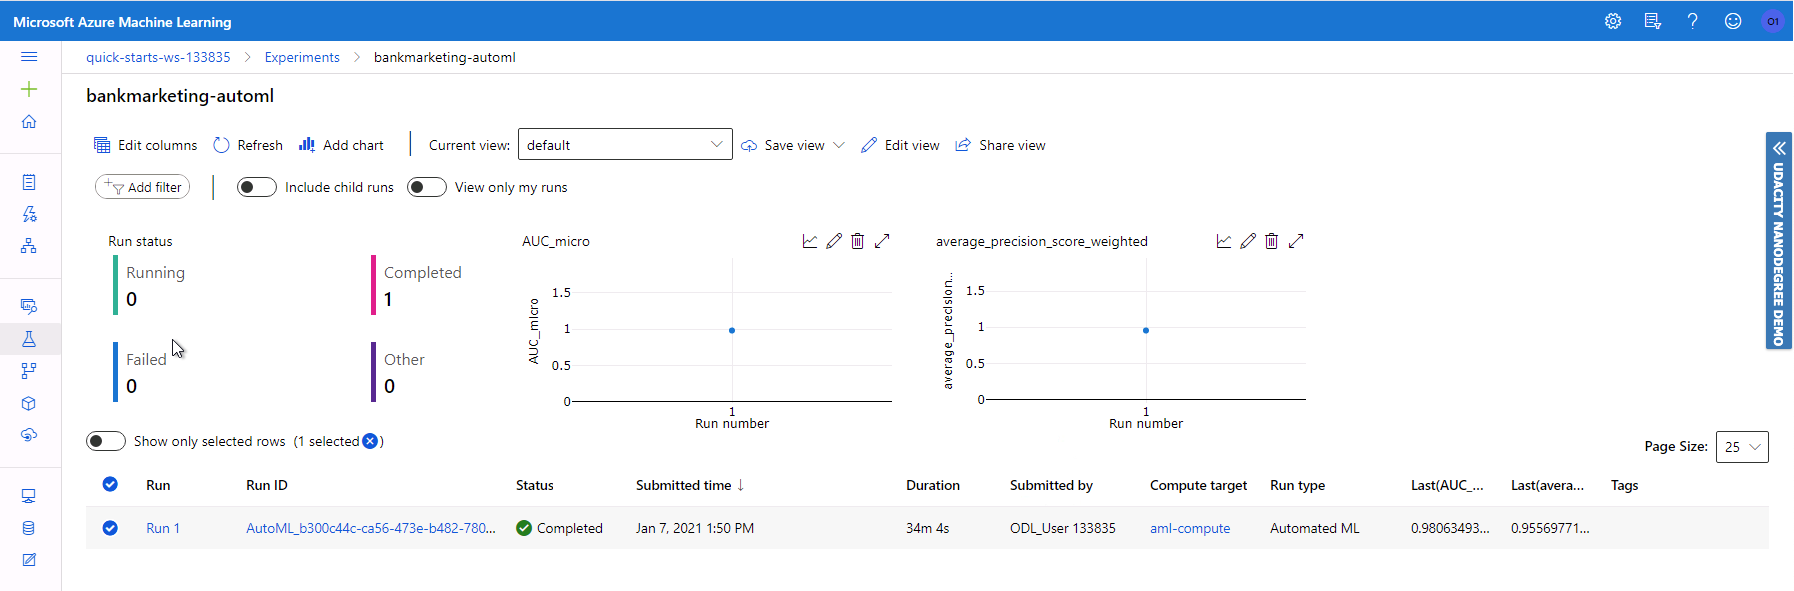 Microsoft Azure Machine Learning
O1
quick-starts-ws-133835 > Experiments > bankmarketing-automl
bankmarketing-automl
Edit columns Refresh Add chart Current view: default Save view Edit view Share view
Add filter Include child runs View only my runs
UDACITY NANODEGREE DEMO
Run status
Running
0
Completed
1
Failed
0
Other
0
AUC_micro
AUC_micro
1.5
1
0.5
0
1
Run number
average_precision_score_weighted
average_precision...
1.5
1
0.5
0
1
Run number
Show only selected rows (1 selected )
Page Size: 25
Run Run ID Status Submitted time ↓ Duration Submitted by Compute target Run type Last(AUC_... Last(avera... Tags
Run 1 AutoML_b300c44c-ca56-473e-b482-780... Completed Jan 7, 2021 1:50 PM 34m 4s ODL_User 133835 aml-compute Automated ML 0.98063493... 0.95569771...